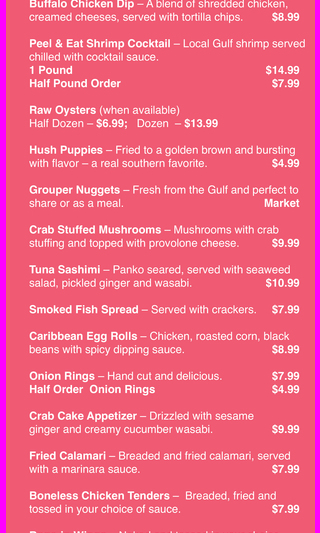 Buffalo Chicken Dip – A blend of shredded chicken,
creamed cheeses, served with tortilla chips. $8.99
Peel & Eat Shrimp Cocktail – Local Gulf shrimp served
chilled with cocktail sauce.
1 Pound $14.99
Half Pound Order $7.99
Raw Oysters (when available)
Half Dozen – $6.99; Dozen – $13.99
Hush Puppies – Fried to a golden brown and bursting
with flavor – a real southern favorite. $4.99
Grouper Nuggets – Fresh from the Gulf and perfect to
share or as a meal. Market
Crab Stuffed Mushrooms – Mushrooms with crab
stuffing and topped with provolone cheese. $9.99
Tuna Sashimi – Panko seared, served with seaweed
salad, pickled ginger and wasabi. $10.99
Smoked Fish Spread – Served with crackers. $7.99
Caribbean Egg Rolls – Chicken, roasted corn, black
beans with spicy dipping sauce. $8.99
Onion Rings – Hand cut and delicious. $7.99
Half Order Onion Rings $4.99
Crab Cake Appetizer – Drizzled with sesame
ginger and creamy cucumber wasabi. $9.99
Fried Calamari – Breaded and fried calamari, served
with a marinara sauce. $7.99
Boneless Chicken Tenders – Breaded, fried and
tossed in your choice of sauce. $7.99